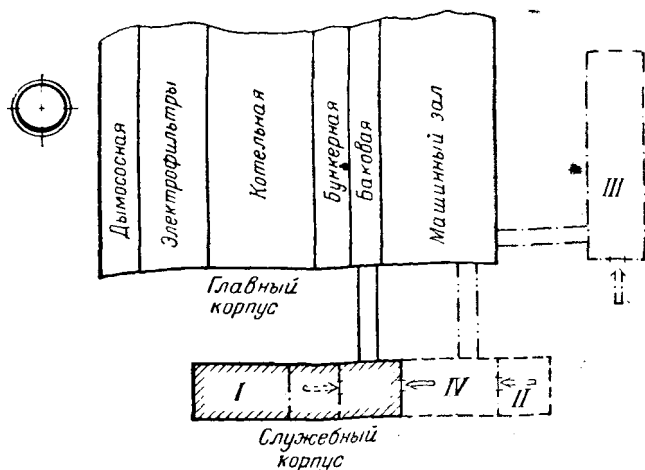 Дымососная
Электрофильтры
Котельная
Бункерная
Баковая
Машинный зал
III
Главный
корпус
I
IV
II
Служебный
корпус